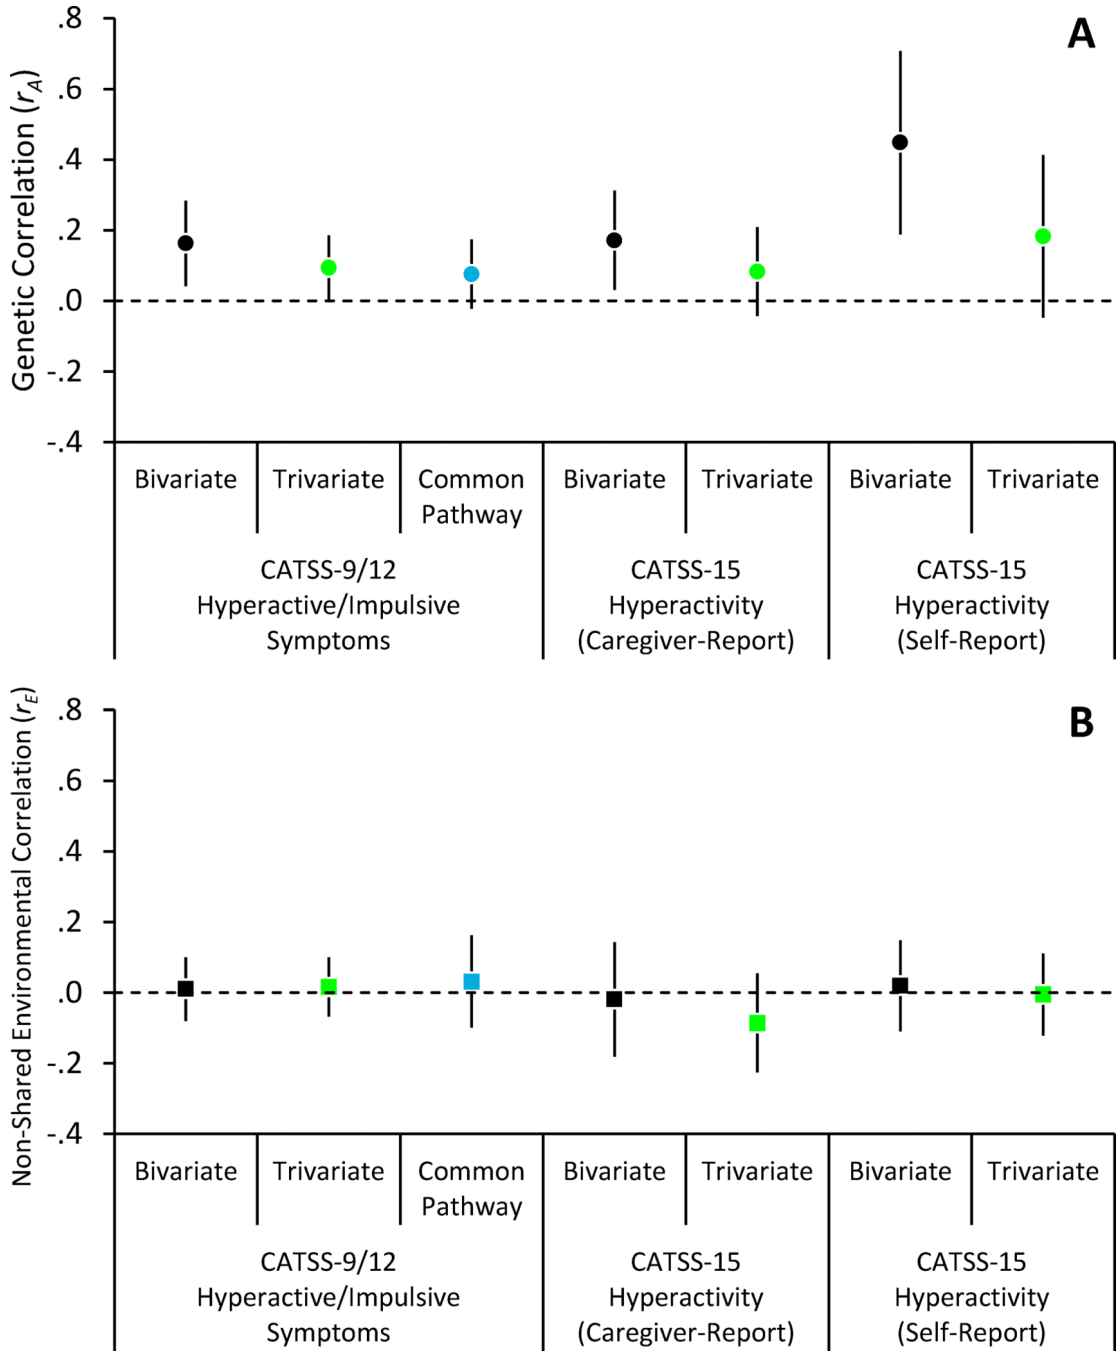 A
Genetic Correlation (rA)
.8
.6
.4
.2
.0
-.2
-.4
Bivariate
Trivariate
Common
Pathway
Bivariate
Trivariate
Bivariate
Trivariate
CATSS-9/12
Hyperactive/Impulsive
Symptoms
CATSS-15
Hyperactivity
(Caregiver-Report)
CATSS-15
Hyperactivity
(Self-Report)
B
Non-Shared Environmental Correlation (rE)
.8
.6
.4
.2
.0
-.2
-.4
Bivariate
Trivariate
Common
Pathway
Bivariate
Trivariate
Bivariate
Trivariate
CATSS-9/12
Hyperactive/Impulsive
Symptoms
CATSS-15
Hyperactivity
(Caregiver-Report)
CATSS-15
Hyperactivity
(Self-Report)